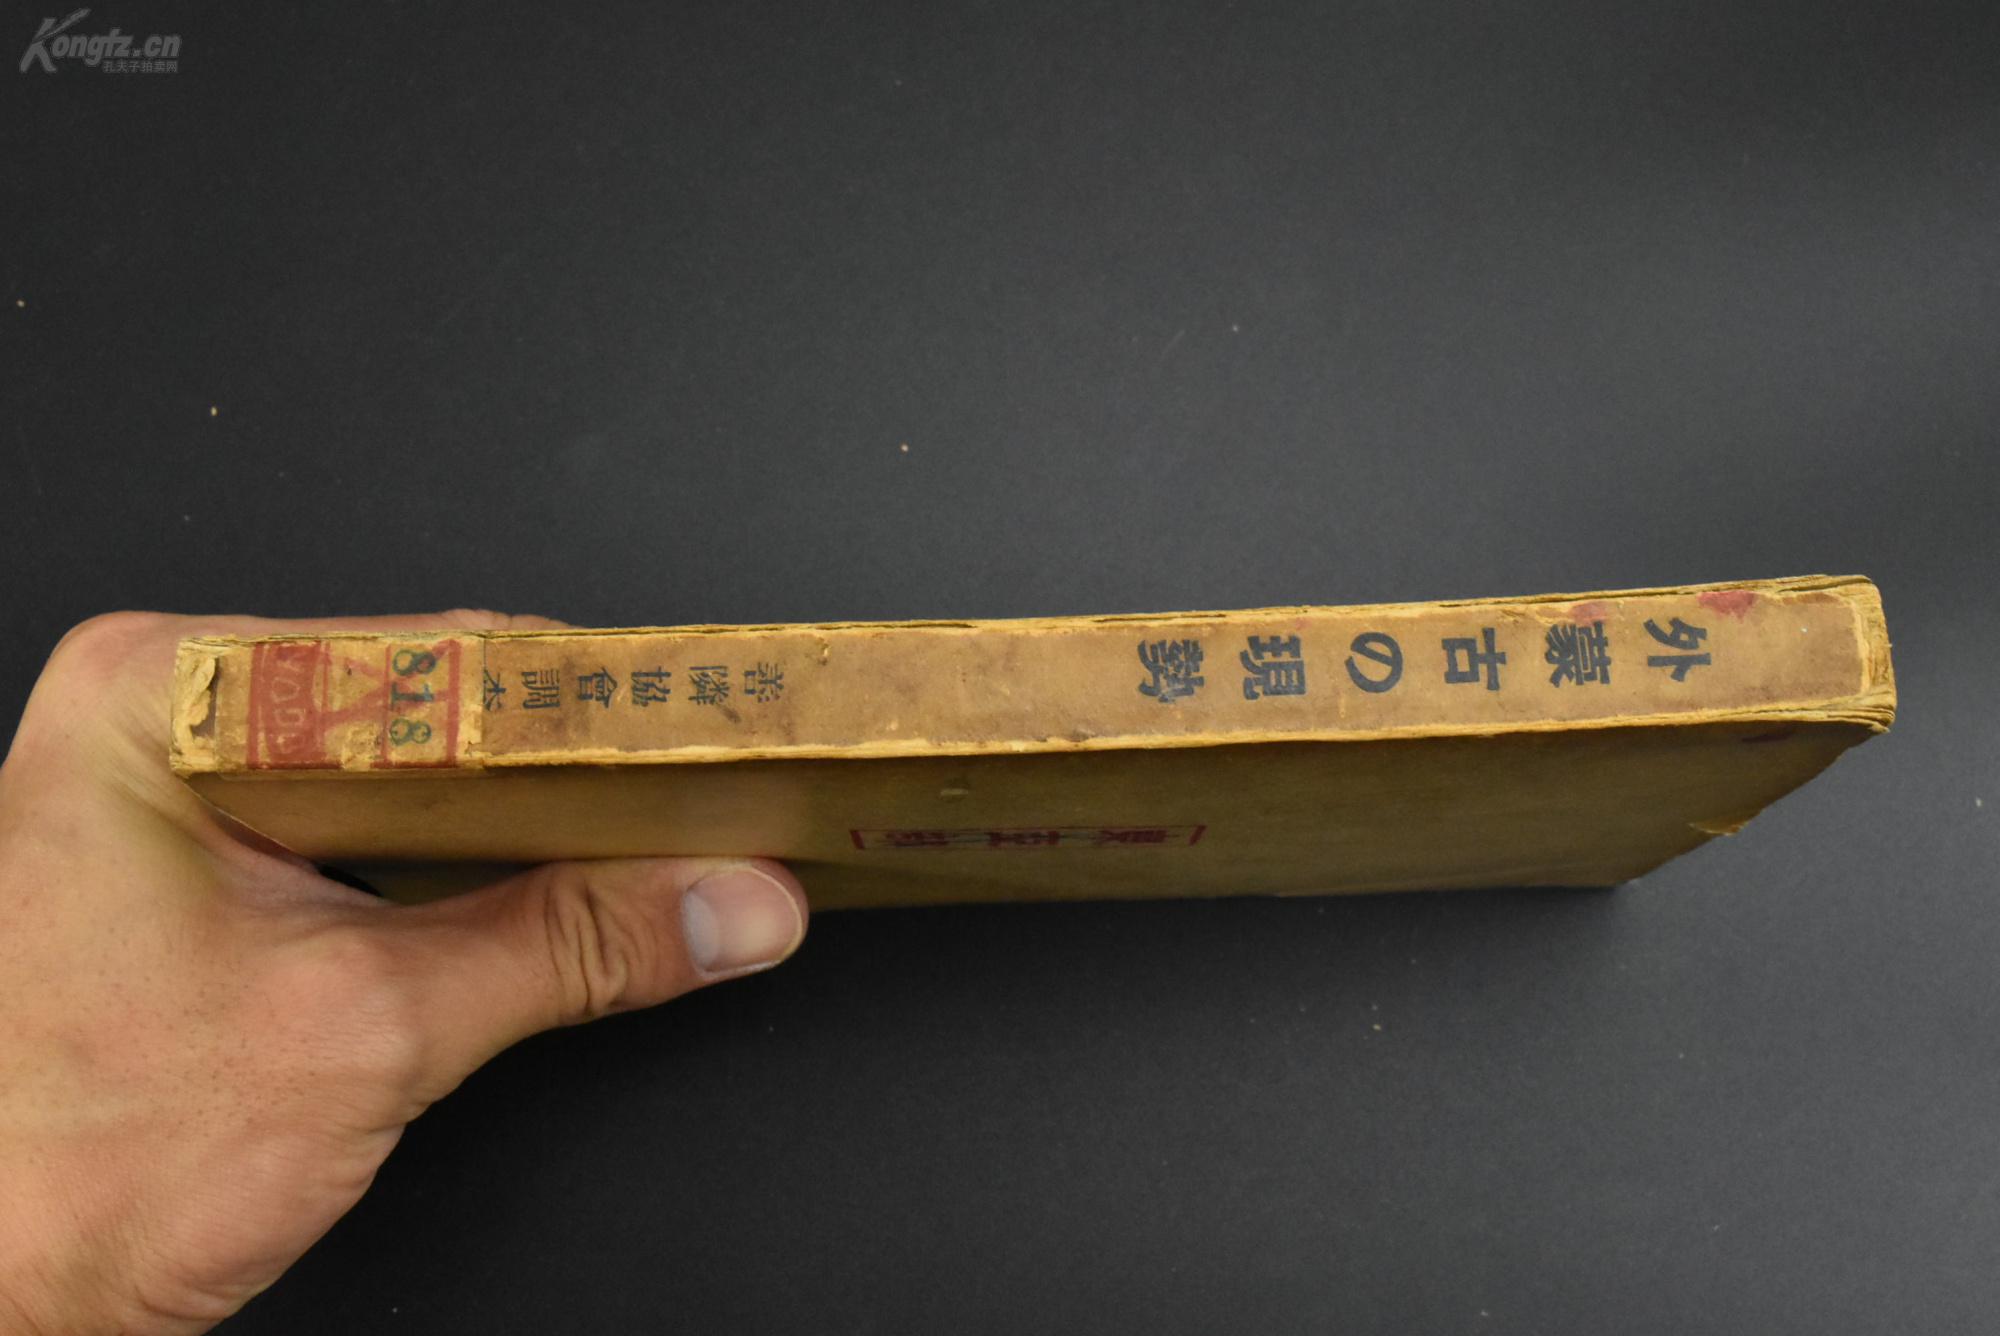 Kongfz.cn
孔夫子拍卖网
外蒙古の現勢
善隣協會調査
818